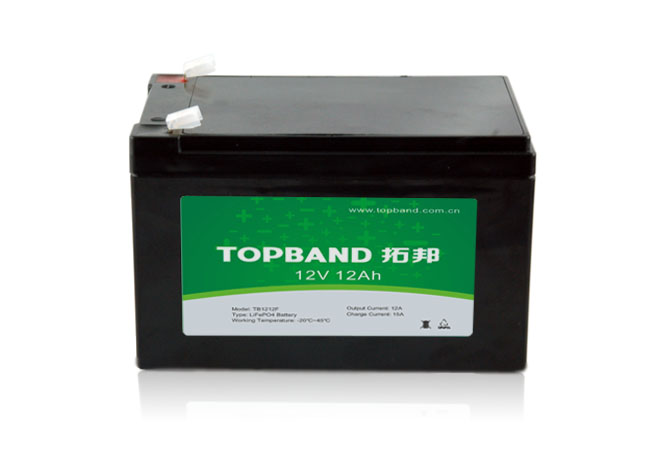 www.topband.com.cn
TOPBAND 拓邦
12V 12Ah
Model: TB1212F
Type: LiFePO4 Battery
Working Temperature: -20℃~45℃
Output Current: 12A
Charge Current: 10A